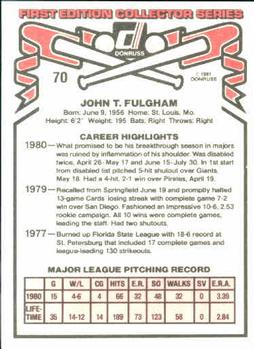 FIRST EDITION COLLECTOR SERIES
DONRUSS
70
© 1981
DONRUSS
JOHN T. FULGHAM
Born: June 9, 1956 Home: St. Louis, Mo.
Height: 6'2" Weight: 195 Bats: Right Throws: Right
CAREER HIGHLIGHTS
1980— What promised to be his breakthrough season in majors
was ruined by inflammation of his shoulder. Was disabled
twice, April 26-May 17 and June 15-July 30. In 1st start
off from disabled list pitched 5-hit shutout over Giants.
May 18. Had a 4-hit, 2-1 win over Pirates, April 19.
1979— Recalled from Springfield June 19 and promptly halted
13-game Cards' losing streak with complete game 7-2
win over San Diego. Fashioned an impressive 10-6, 2.53
rookie campaign. All 10 wins were complete games,
leading the staff. Had two shutouts.
1977— Burned up Florida State League with 18-6 record at
St. Petersburg that included 17 complete games and
league-leading 130 strikeouts.
MAJOR LEAGUE PITCHING RECORD
G W/L CG HITS E.R. SO WALKS SV E.R.A.
1980 15 4-6 4 66 32 48 32 0 3.39
LIFE-
TIME 35 14-12 14 189 73 123 58 0 2.84